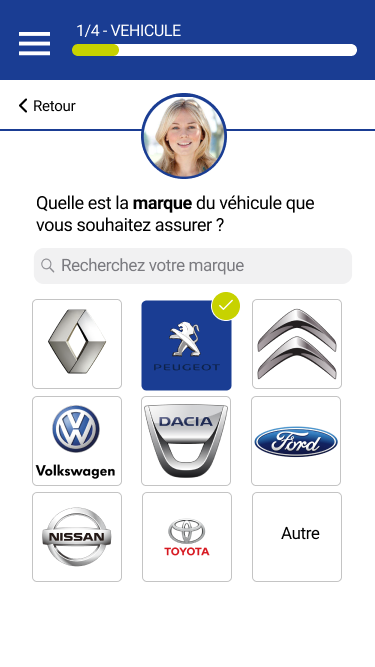 1/4 - VEHICULE
Retour
Quelle est la marque du véhicule que
vous souhaitez assurer ?
Recherchez votre marque
PEUGEOT
Volkswagen
DACIA
Ford
NISSAN
TOYOTA
Autre